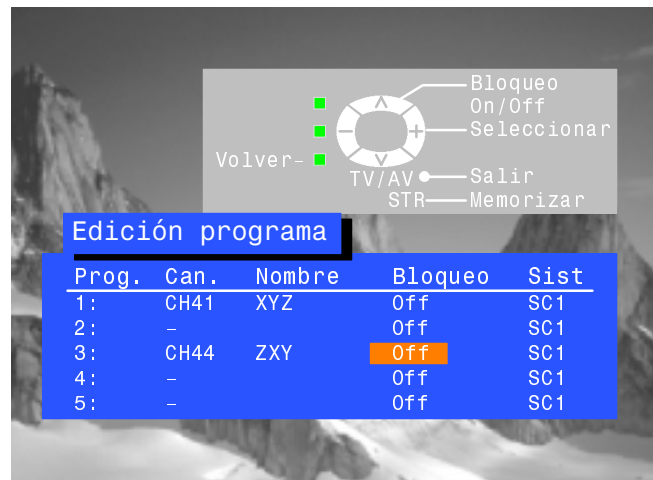 Bloqueo
On/Off
Seleccionar
Volver-
TV/AV Salir
STR Memorizar
Edición programa
Prog. Can. Nombre Bloqueo Sist
1: CH41 XYZ Off SC1
2: – Off SC1
3: CH44 ZXY Off SC1
4: – Off SC1
5: – Off SC1